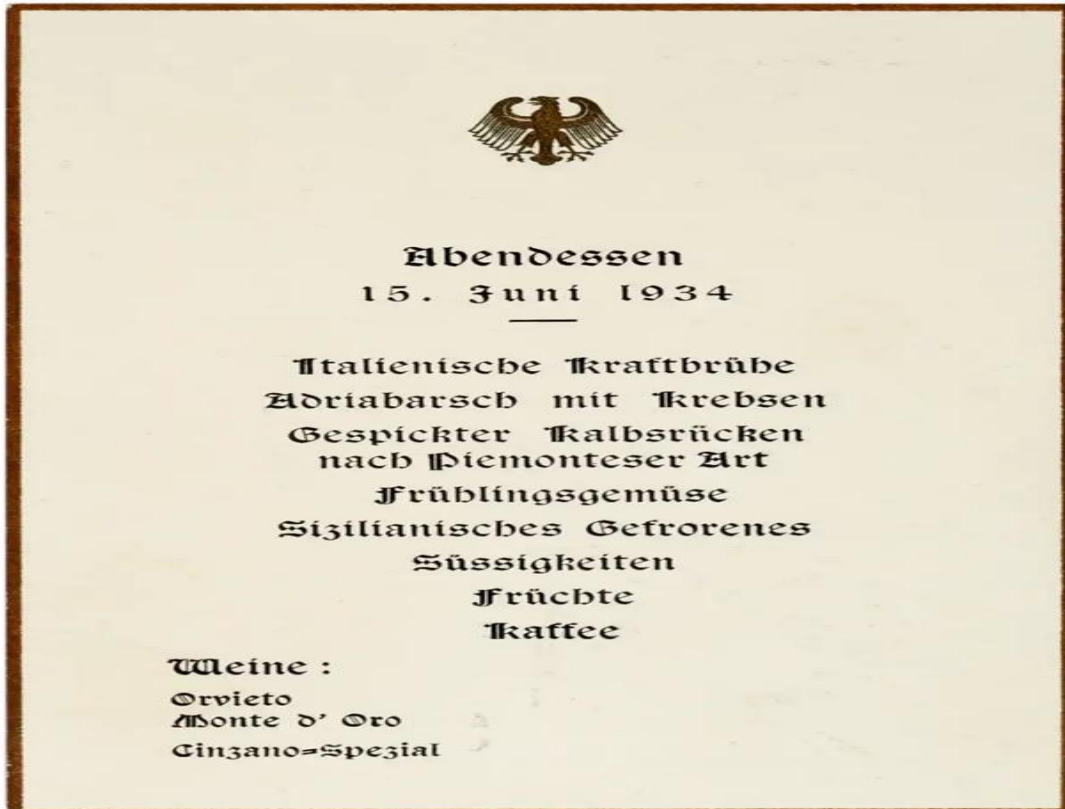 Abendessen
15. Juni 1934
Italienische Kraftbrühe
Adriabarsch mit Krebsen
Gespickter Kalbsrücken
nach Piemonteser Art
Frühlingsgemüse
Sizilianisches Gefrorenes
Süssigkeiten
Früchte
Kaffee
Weine:
Orvieto
Monte d' Oro
Cinzano=Spezial